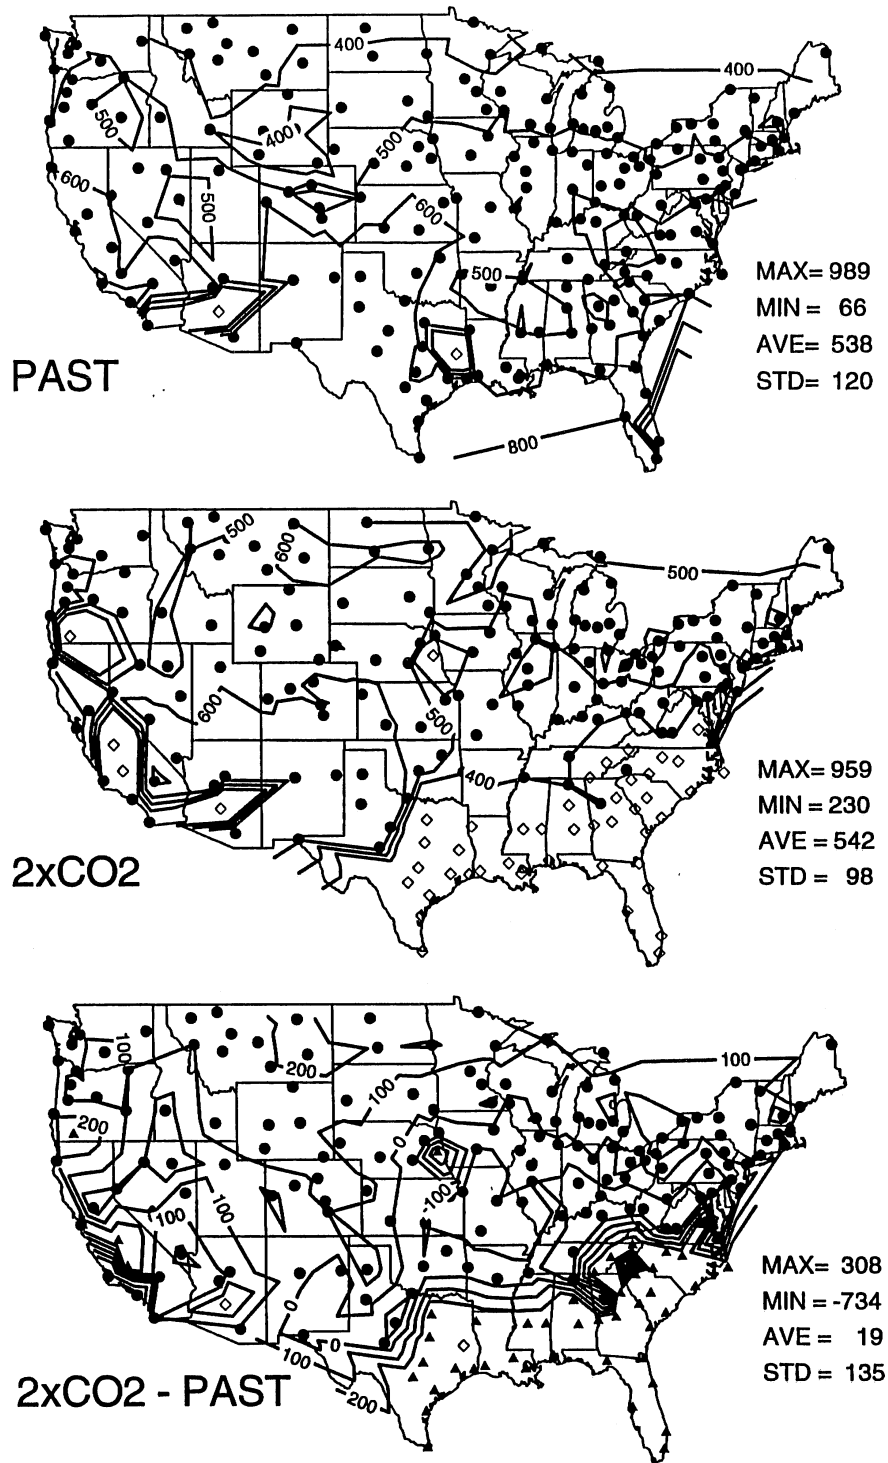 400
400
500
400
500
600
500
600
500
MAX= 989
MIN = 66
AVE= 538
STD= 120
PAST
800
500
600
500
600
500
400
MAX= 959
MIN = 230
AVE = 542
STD = 98
2xCO2
100
200
100
100
200
0
-100
100
100
0
0
100
-200
MAX= 308
MIN = -734
AVE = 19
STD = 135
2xCO2 - PAST